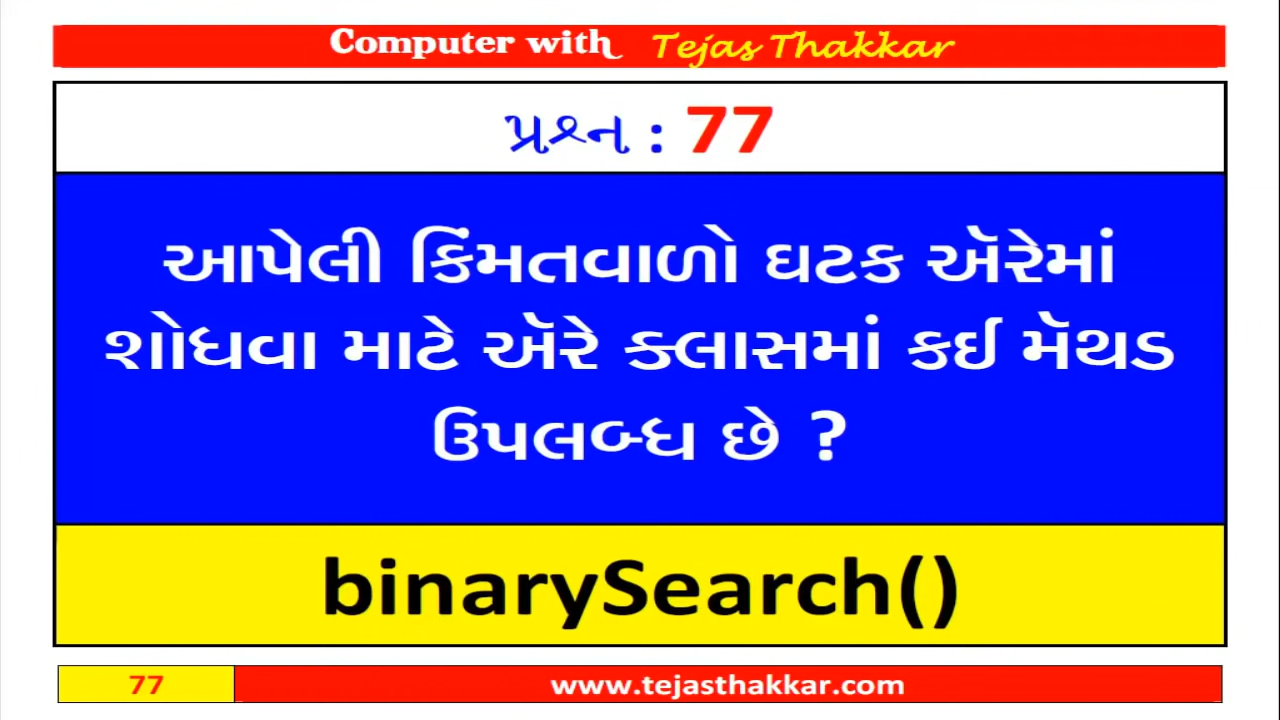 Computer with Tejas Thakkar
પ્રશ્ન : 77
આપેલી કિંમતવાળો ઘટક ઍરેમાં
શોધવા માટે ઍરે ક્લાસમાં કઈ મૅથડ
ઉપલબ્ધ છે ?
binarySearch()
77 www.tejasthakkar.com